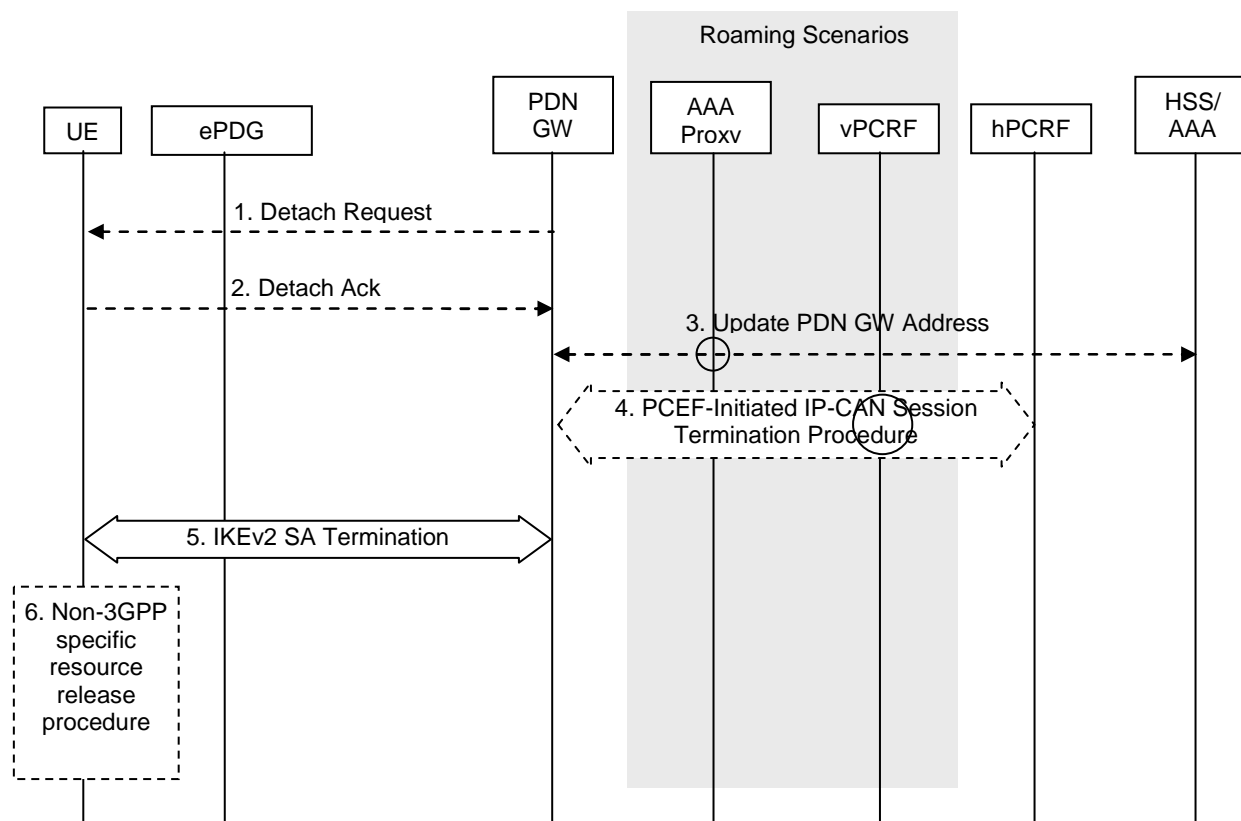 Roaming Scenarios
UE
ePDG
PDN
GW
AAA
Proxv
vPCRF
hPCRF
HSS/
AAA
1. Detach Request
2. Detach Ack
3. Update PDN GW Address
4. PCEF-Initiated IP-CAN Session
Termination Procedure
5. IKEv2 SA Termination
6. Non-3GPP
specific
resource
release
procedure